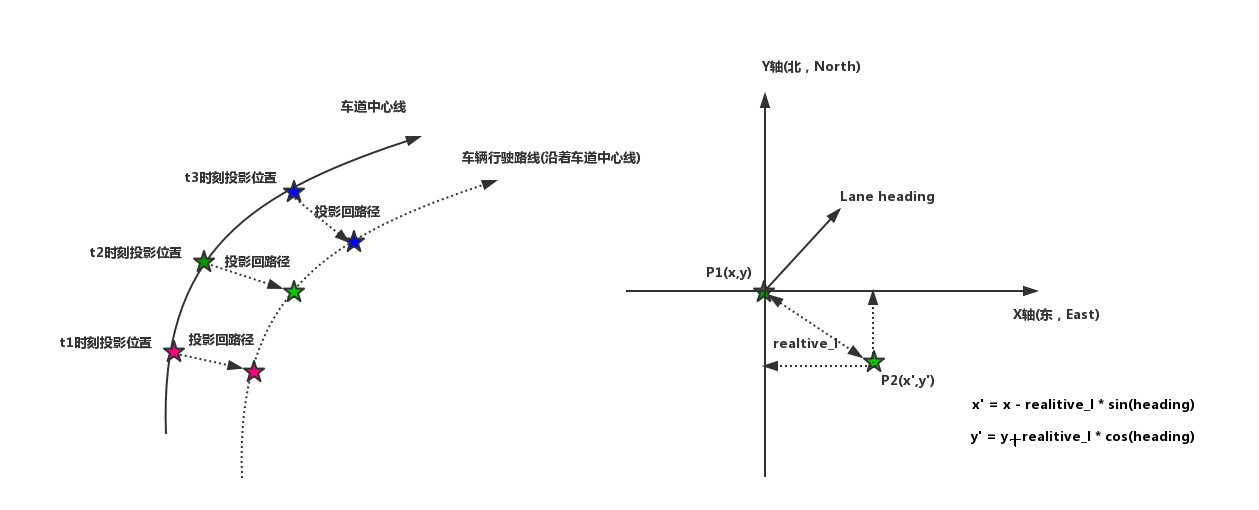 车道中心线
车辆行驶路线(沿着车道中心线)
t3时刻投影位置
投影回路径
t2时刻投影位置
投影回路径
t1时刻投影位置
投影回路径
Y轴(北，North)
Lane heading
P1(x,y)
X轴(东，East)
realtive_l
P2(x',y')
x' = x - realitive_l * sin(heading)
y' = y + realitive_l * cos(heading)